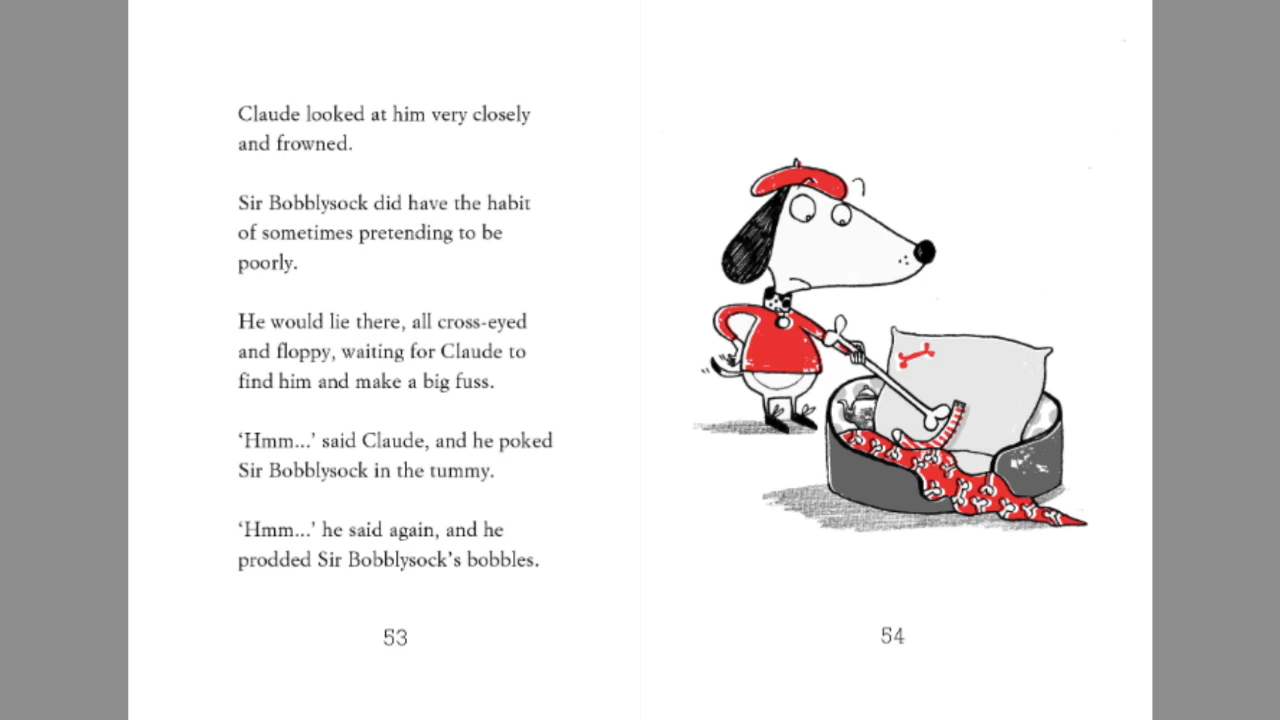 Claude looked at him very closely
and frowned.
Sir Bobblysock did have the habit
of sometimes pretending to be
poorly.
He would lie there, all cross-eyed
and floppy, waiting for Claude to
find him and make a big fuss.
‘Hmm...’ said Claude, and he poked
Sir Bobblysock in the tummy.
‘Hmm...’ he said again, and he
prodded Sir Bobblysock’s bobbles.
53
54